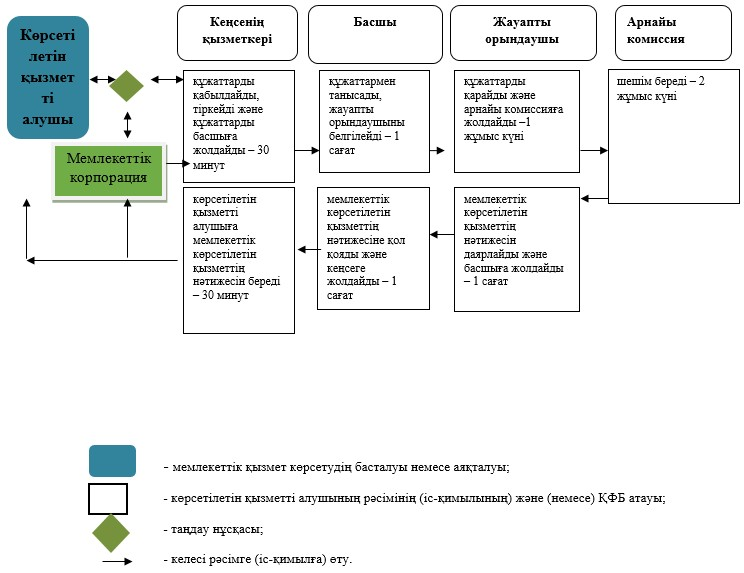 Көрсеті
летін
қызмет
ті
алушы
Мемлекеттік
корпорация
Кеңсенің
қызметкері
Басшы
Жауапты
орындаушы
Арнайы
комиссия
құжаттарды
қабылдайды,
тіркейді және
құжаттарды
басшыға
жолдайды – 30
минут
құжаттармен
танысады,
жауапты
орындаушыны
белгілейді – 1
сағат
құжаттарды
қарайды және
арнайы комиссияға
жолдайды –1
жұмыс күні
шешім береді – 2
жұмыс күні
көрсетілетін
қызметті
алушыға
мемлекеттік
көрсетілетін
қызметтің
нәтижесін береді
– 30 минут
мемлекеттік
көрсетілетін
қызметтің
нәтижесіне қол
қояды және
кеңсеге
жолдайды – 1
сағат
мемлекеттік
көрсетілетін
қызметтің
нәтижесін
даярлайды және
басшыға жолдайды
– 1 сағат
- мемлекеттік қызмет көрсетудің басталуы немесе аяқталуы;
- көрсетілетін қызметті алушының рәсімінің (іс-қимылының) және (немесе) ҚФБ атауы;
- таңдау нұсқасы;
- келесі рәсімге (іс-қимылға) өту.